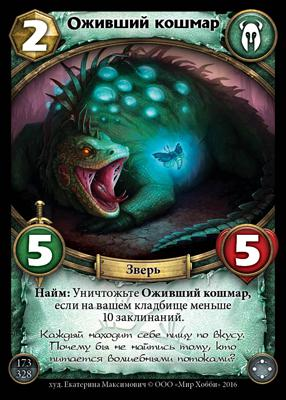 2
Оживший кошмар
5
5
Зверь
Найм: Уничтожьте Оживший кошмар,
если на вашем кладбище меньше
10 заклинаний.
Каждый находит себе пищу по вкусу.
Почему бы не найтись тому, кто
питается волшебными потоками?
173
328
худ. Екатерина Максимович © ООО «Мир Хобби» 2016